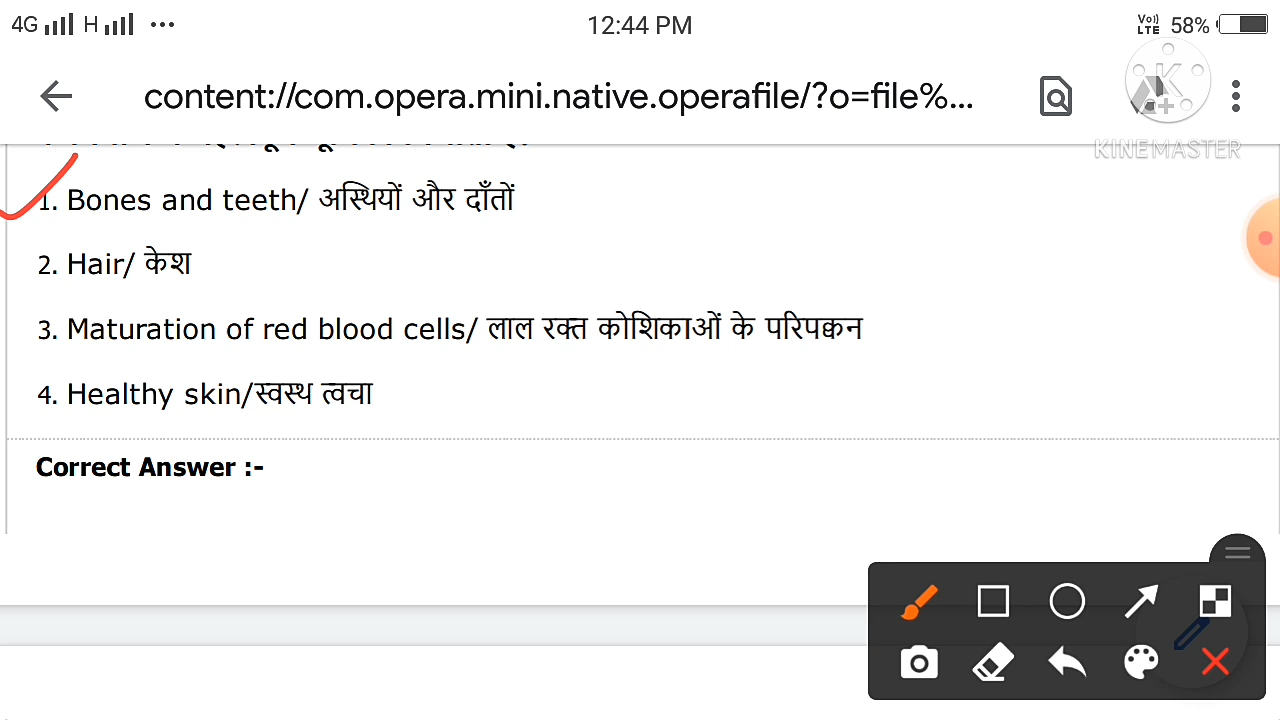 4G H ••• 12:44 PM Vo)) LTE 58%
content://com.opera.mini.native.operafile/?o=file%...
KINEMASTER
1. Bones and teeth/ अस्थियों और दाँतों
2. Hair/ केश
3. Maturation of red blood cells/ लाल रक्त कोशिकाओं के परिपक्वन
4. Healthy skin/स्वस्थ त्वचा
Correct Answer :-